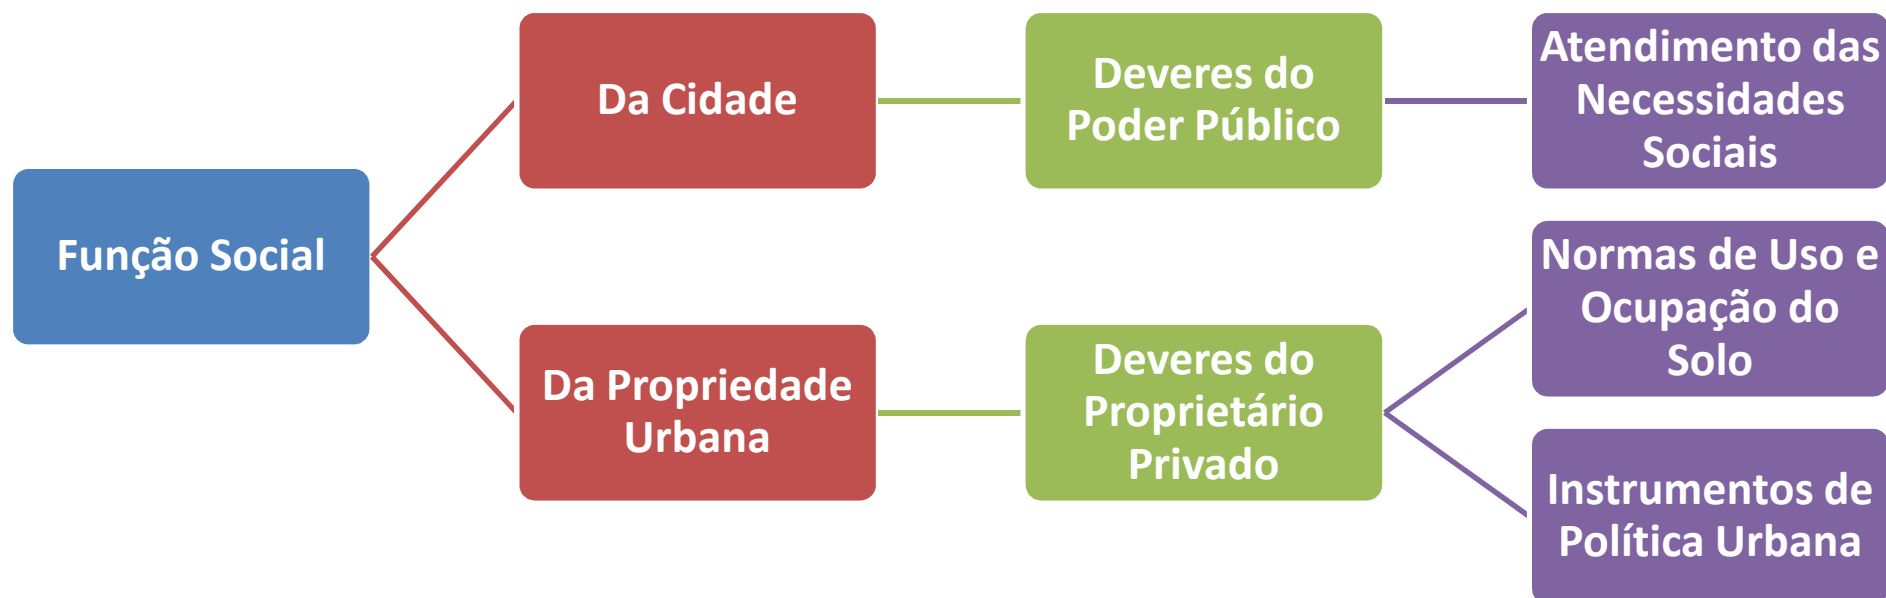 Função Social
Da Cidade
Deveres do
Poder Público
Atendimento das
Necessidades
Sociais
Da Propriedade
Urbana
Deveres do
Proprietário
Privado
Normas de Uso e
Ocupação do
Solo
Instrumentos de
Política Urbana